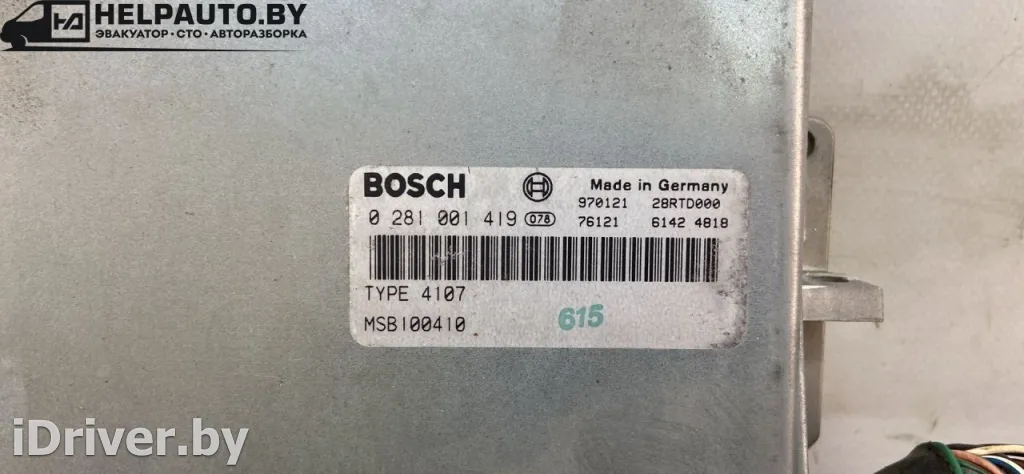 HELPAUTO.BY
ЭВАКУАТОР·СТО·АВТОРАЗБОРКА
BOSCH Made in Germany
970121 28RTD000
0 281 001 419 078 76121 6142 4818
TYPE 4107
MSB100410 615
iDriver.by